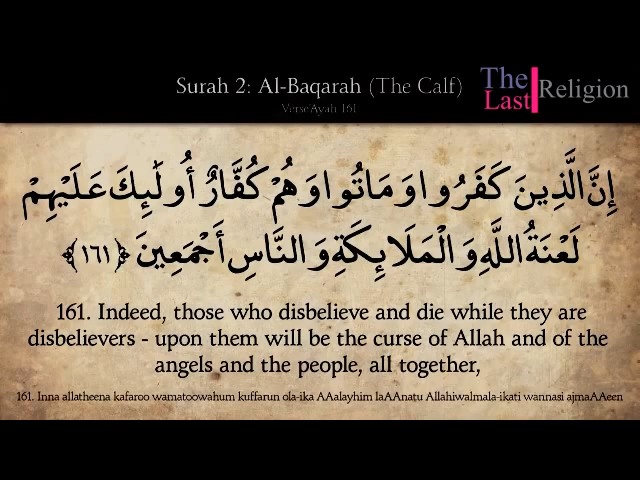 Surah 2: Al-Baqarah (The Calf)
Verse/Ayah 161
The Last Religion
إِنَّ الَّذِينَ كَفَرُوا وَمَاتُوا وَهُمْ كُفَّارٌ أُولَٰئِكَ عَلَيْهِمْ
لَعْنَةُ اللَّهِ وَالْمَلَائِكَةِ وَالنَّاسِ أَجْمَعِينَ ﴿١٦١﴾
161. Indeed, those who disbelieve and die while they are
disbelievers - upon them will be the curse of Allah and of the
angels and the people, all together,
161. Inna allatheena kafaroo wamatoowahum kuffarun ola-ika AAalayhim laAAnatu Allahiwalmala-ikati wannasi ajmaAAeen